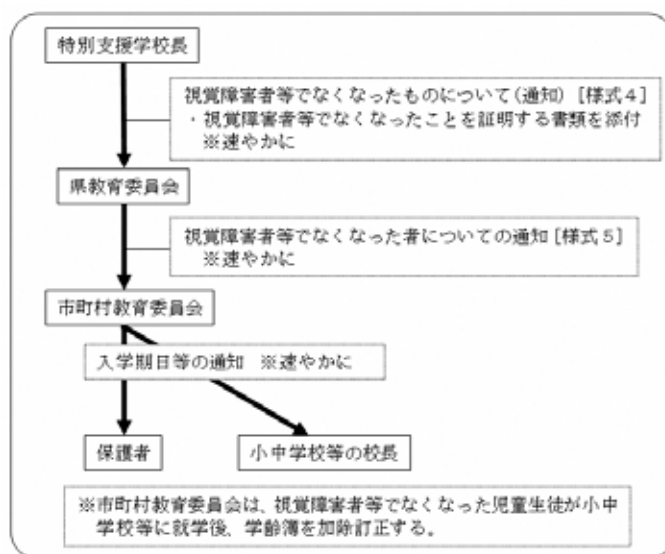 特別支援学校長
視覚障害者等でなくなったものについて(通知) [様式４]
・視覚障害者等でなくなったことを証明する書類を添付
※速やかに
県教育委員会
視覚障害者等でなくなった者についての通知 [様式５]
※速やかに
市町村教育委員会
入学期日等の通知　※速やかに
保護者
小中学校等の校長
※市町村教育委員会は、視覚障害者等でなくなった児童生徒が小中
学校等に就学後、学齢簿を加除訂正する。